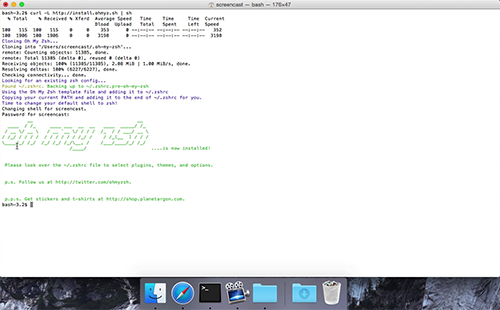 screencast — bash — 176×47
bash-3.2$ curl -L http://install.ohmyz.sh | sh
% Total % Received % Xferd Average Speed Time Time Time Current
Dload Upload Total Spent Left Speed
100 115 100 115 0 0 353 0 --:--:-- --:--:-- --:--:-- 352
100 1906 100 1906 0 0 3198 0 --:--:-- --:--:-- --:--:-- 3198
Cloning Oh My Zsh...
Cloning into '/Users/screencast/.oh-my-zsh'...
remote: Counting objects: 11385, done.
remote: Total 11385 (delta 0), reused 0 (delta 0)
Receiving objects: 100% (11385/11385), 2.08 MiB | 1.00 MiB/s, done.
Resolving deltas: 100% (6227/6227), done.
Checking connectivity... done.
Looking for an existing zsh config...
Found ~/.zshrc. Backing up to ~/.zshrc.pre-oh-my-zsh
Using the Oh My Zsh template file and adding it to ~/.zshrc
Copying your current PATH and adding it to the end of ~/.zshrc for you.
Time to change your default shell to zsh!
Changing shell for screencast.
Password for screencast:
....is now installed!
Please look over the ~/.zshrc file to select plugins, themes, and options.
p.s. Follow us at http://twitter.com/ohmyzsh.
p.p.s. Get stickers and t-shirts at http://shop.planetargon.com.
bash-3.2$